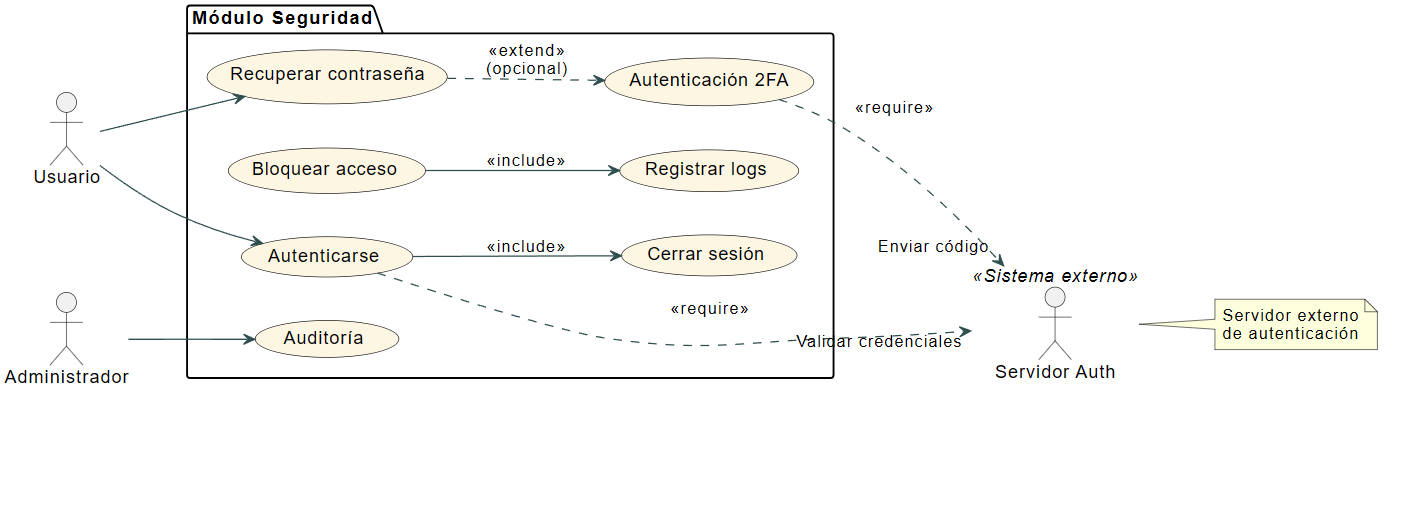 Módulo Seguridad
Recuperar contraseña
«extend»
(opcional)
Autenticación 2FA
«require»
Usuario
Bloquear acceso
«include»
Registrar logs
Autenticarse
«include»
Cerrar sesión
Enviar código
«Sistema externo»
«require»
Auditoría
Validar credenciales
Administrador
Servidor Auth
Servidor externo
de autenticación